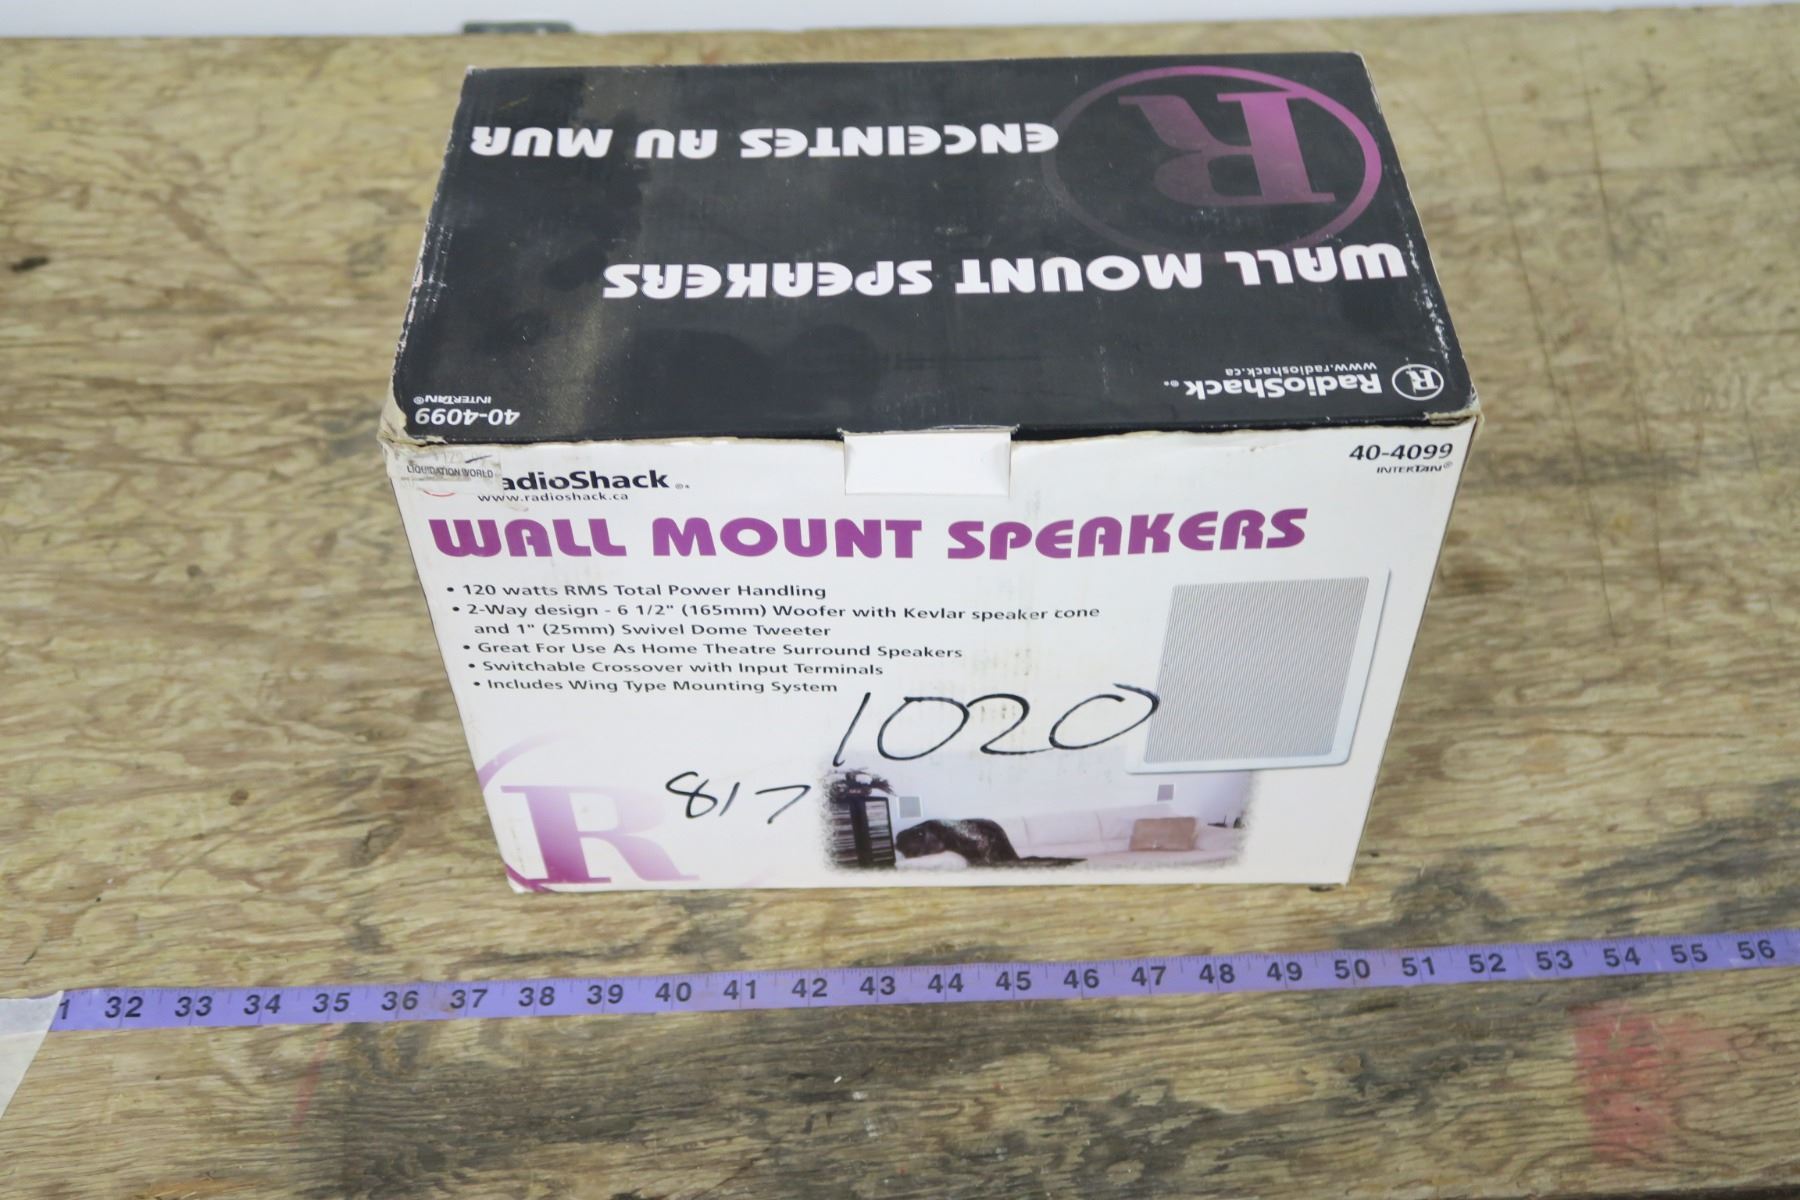 ENCEINTES AU MUR
R
WALL MOUNT SPEAKERS
R RadioShack®.
www.radioshack.ca
40-4099
INTERTAN®
LIQUIDATION WORLD
adioShack ®.
www.radioshack.ca
40-4099
INTERTAN®
WALL MOUNT SPEAKERS
• 120 watts RMS Total Power Handling
• 2-Way design - 6 1/2" (165mm) Woofer with Kevlar speaker cone
and 1" (25mm) Swivel Dome Tweeter
• Great For Use As Home Theatre Surround Speakers
• Switchable Crossover with Input Terminals
• Includes Wing Type Mounting System
1020
817
R
1 32 33 34 35 36 37 38 39 40 41 42 43 44 45 46 47 48 49 50 51 52 53 54 55 56